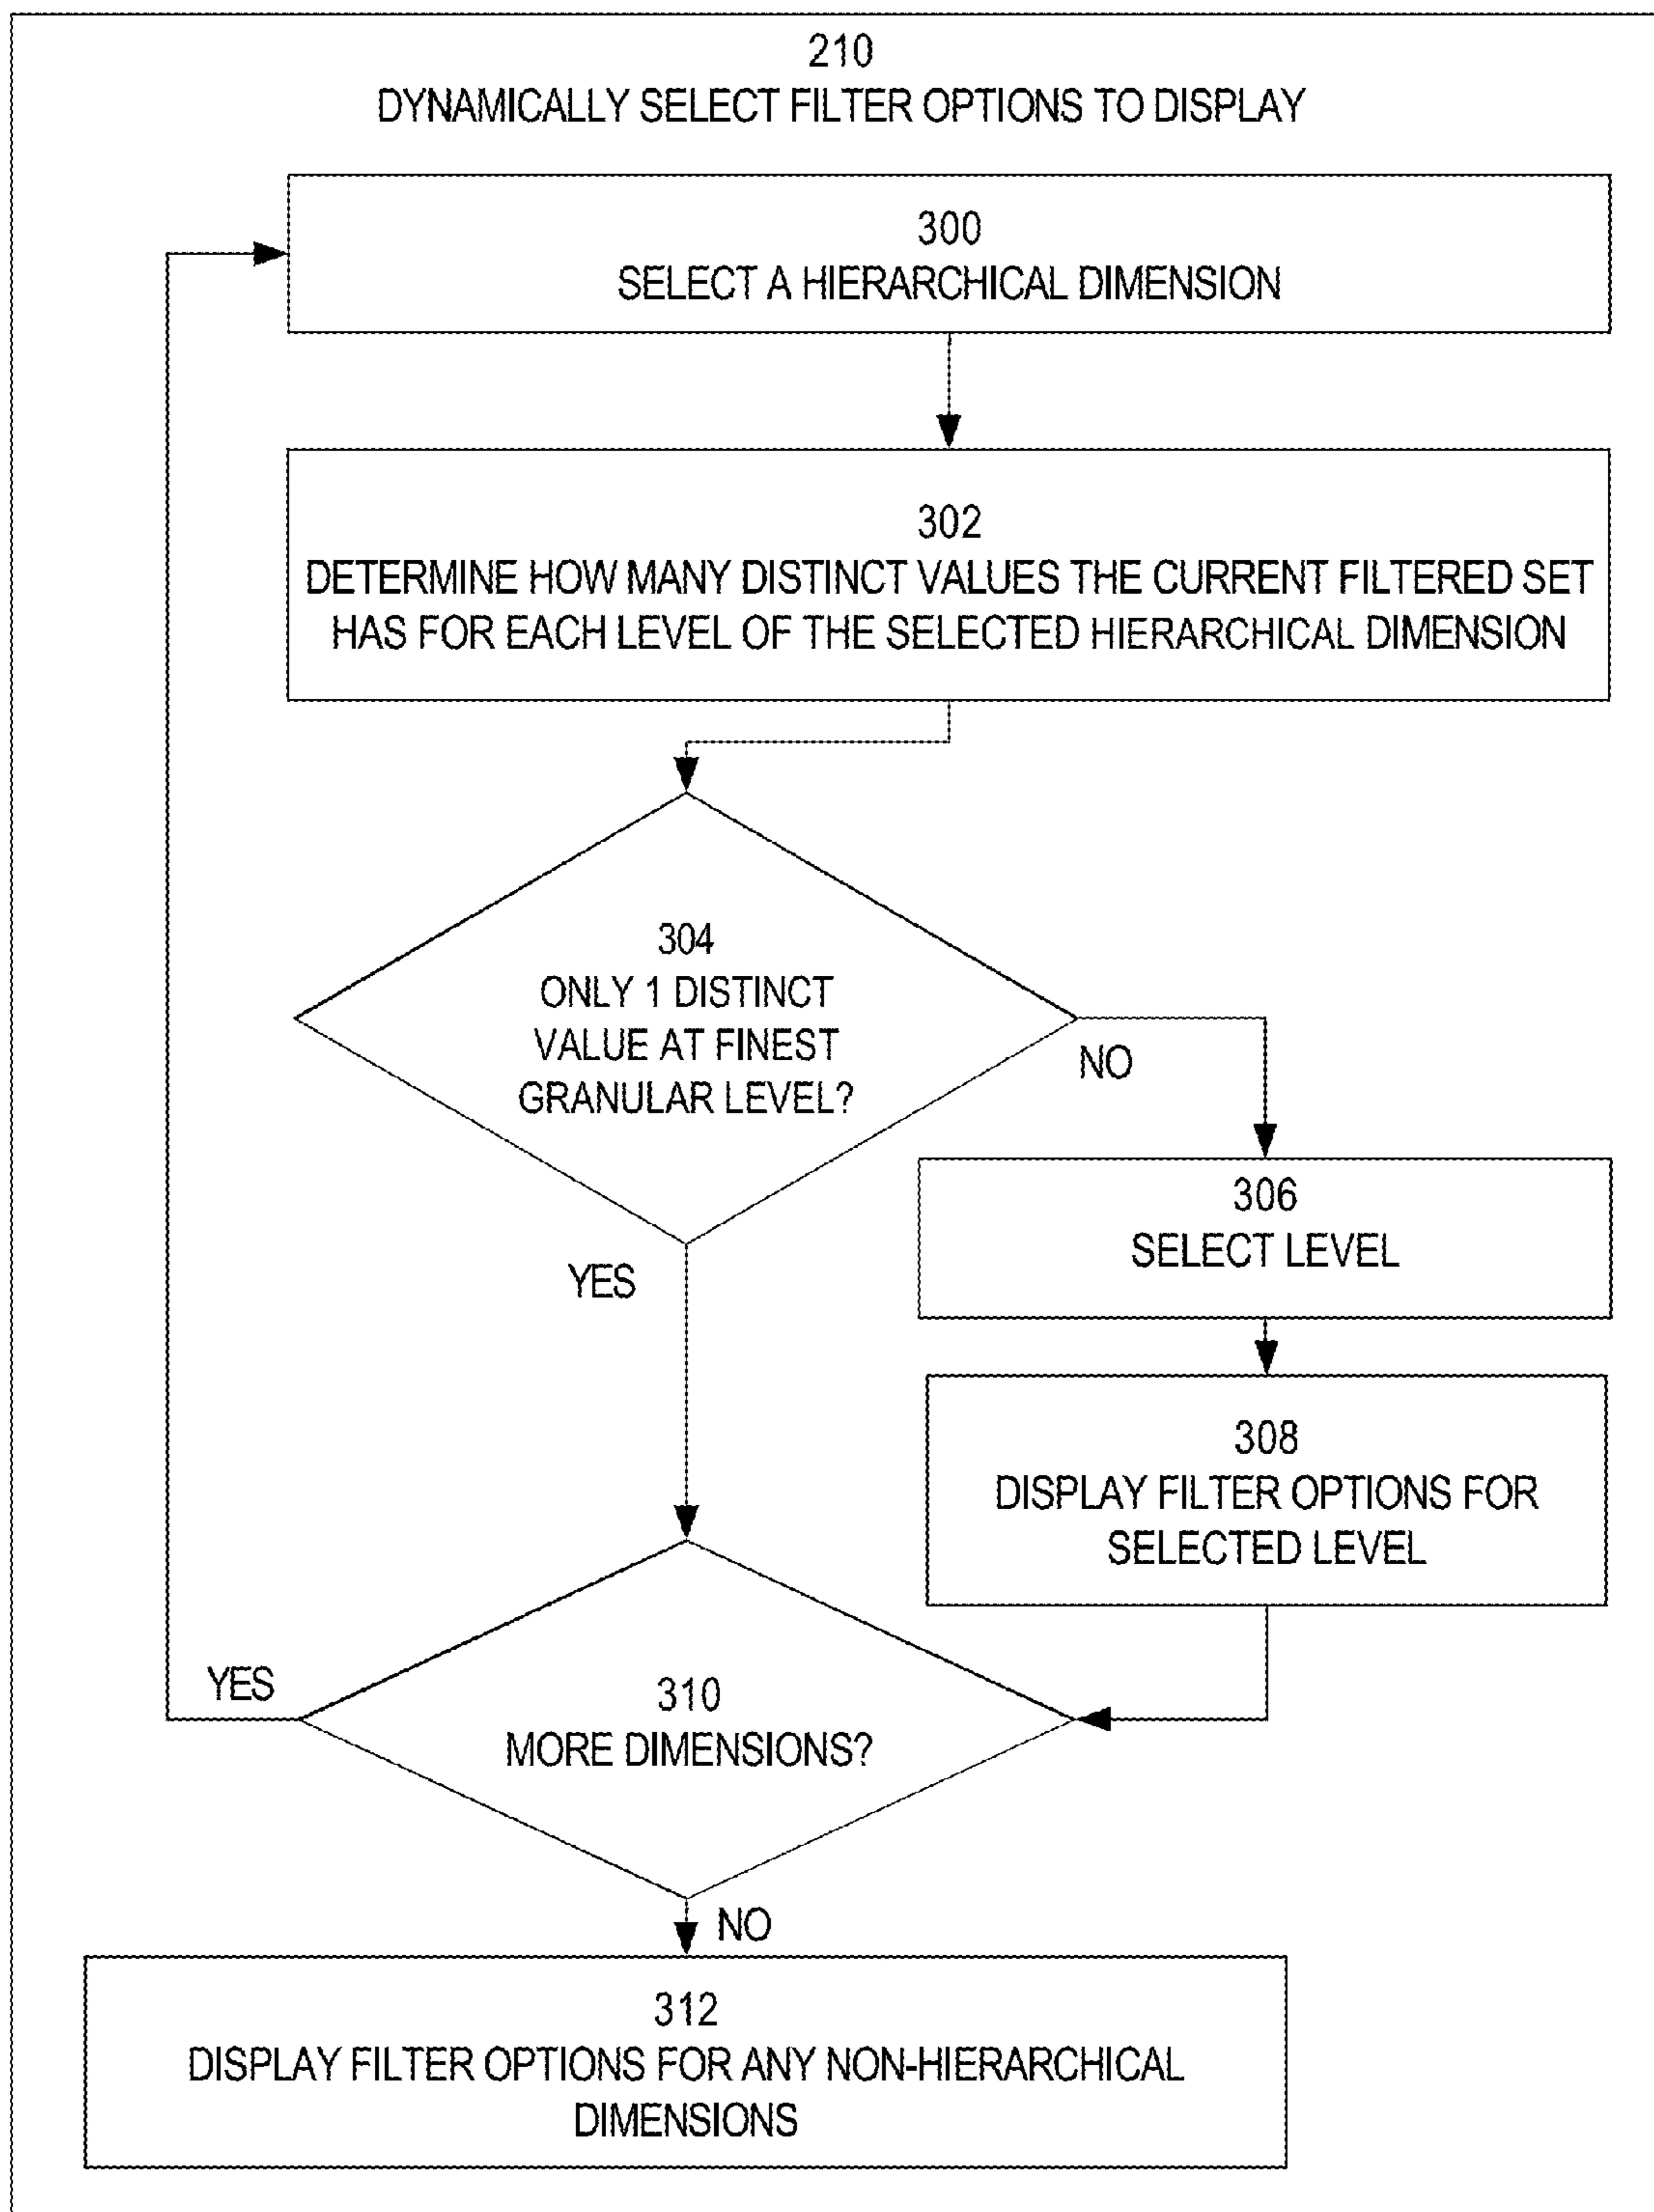 210
DYNAMICALLY SELECT FILTER OPTIONS TO DISPLAY
300
SELECT A HIERARCHICAL DIMENSION
302
DETERMINE HOW MANY DISTINCT VALUES THE CURRENT FILTERED SET
HAS FOR EACH LEVEL OF THE SELECTED HIERARCHICAL DIMENSION
304
ONLY 1 DISTINCT
VALUE AT FINEST
GRANULAR LEVEL?
NO
306
SELECT LEVEL
YES
308
DISPLAY FILTER OPTIONS FOR
SELECTED LEVEL
YES
310
MORE DIMENSIONS?
NO
312
DISPLAY FILTER OPTIONS FOR ANY NON-HIERARCHICAL
DIMENSIONS